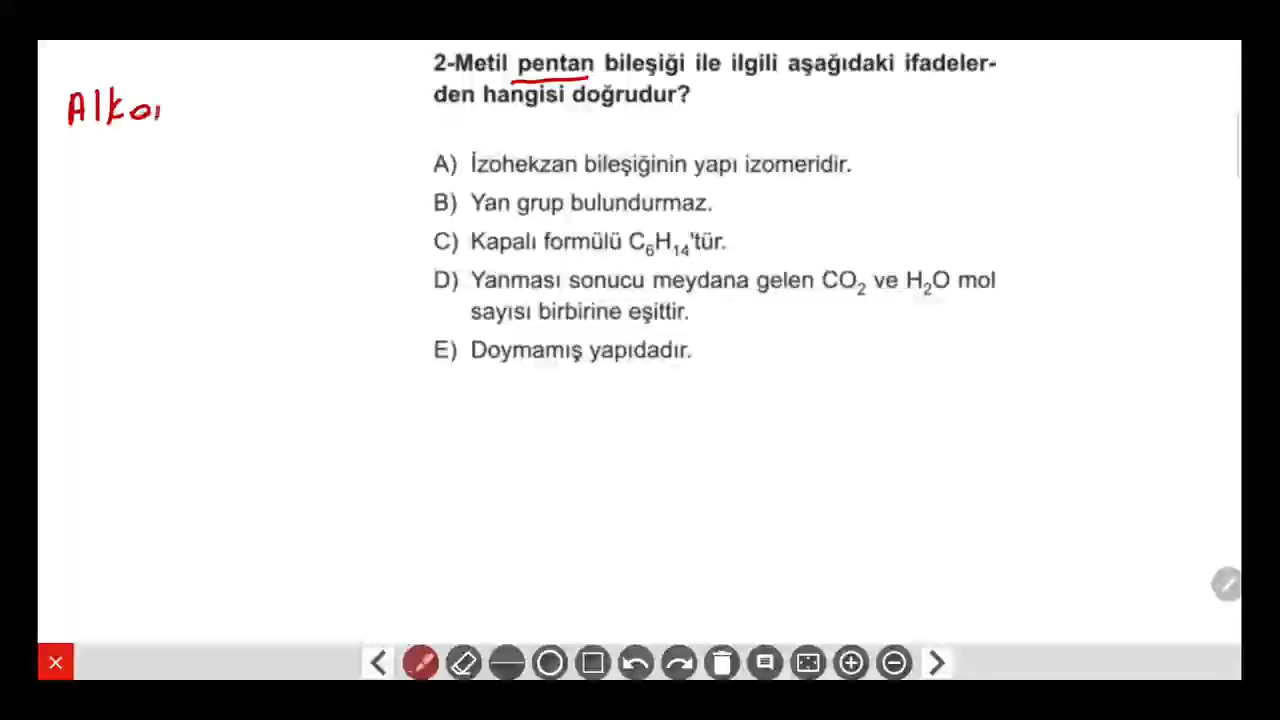 2-Metil pentan bileşiği ile ilgili aşağıdaki ifadeler-
den hangisi doğrudur?
Alkaı
A) İzohekzan bileşiğinin yapı izomeridir.
B) Yan grup bulundurmaz.
C) Kapalı formülü C₆H₁₄'tür.
D) Yanması sonucu meydana gelen CO₂ ve H₂O mol
sayısı birbirine eşittir.
E) Doymamış yapıdadır.